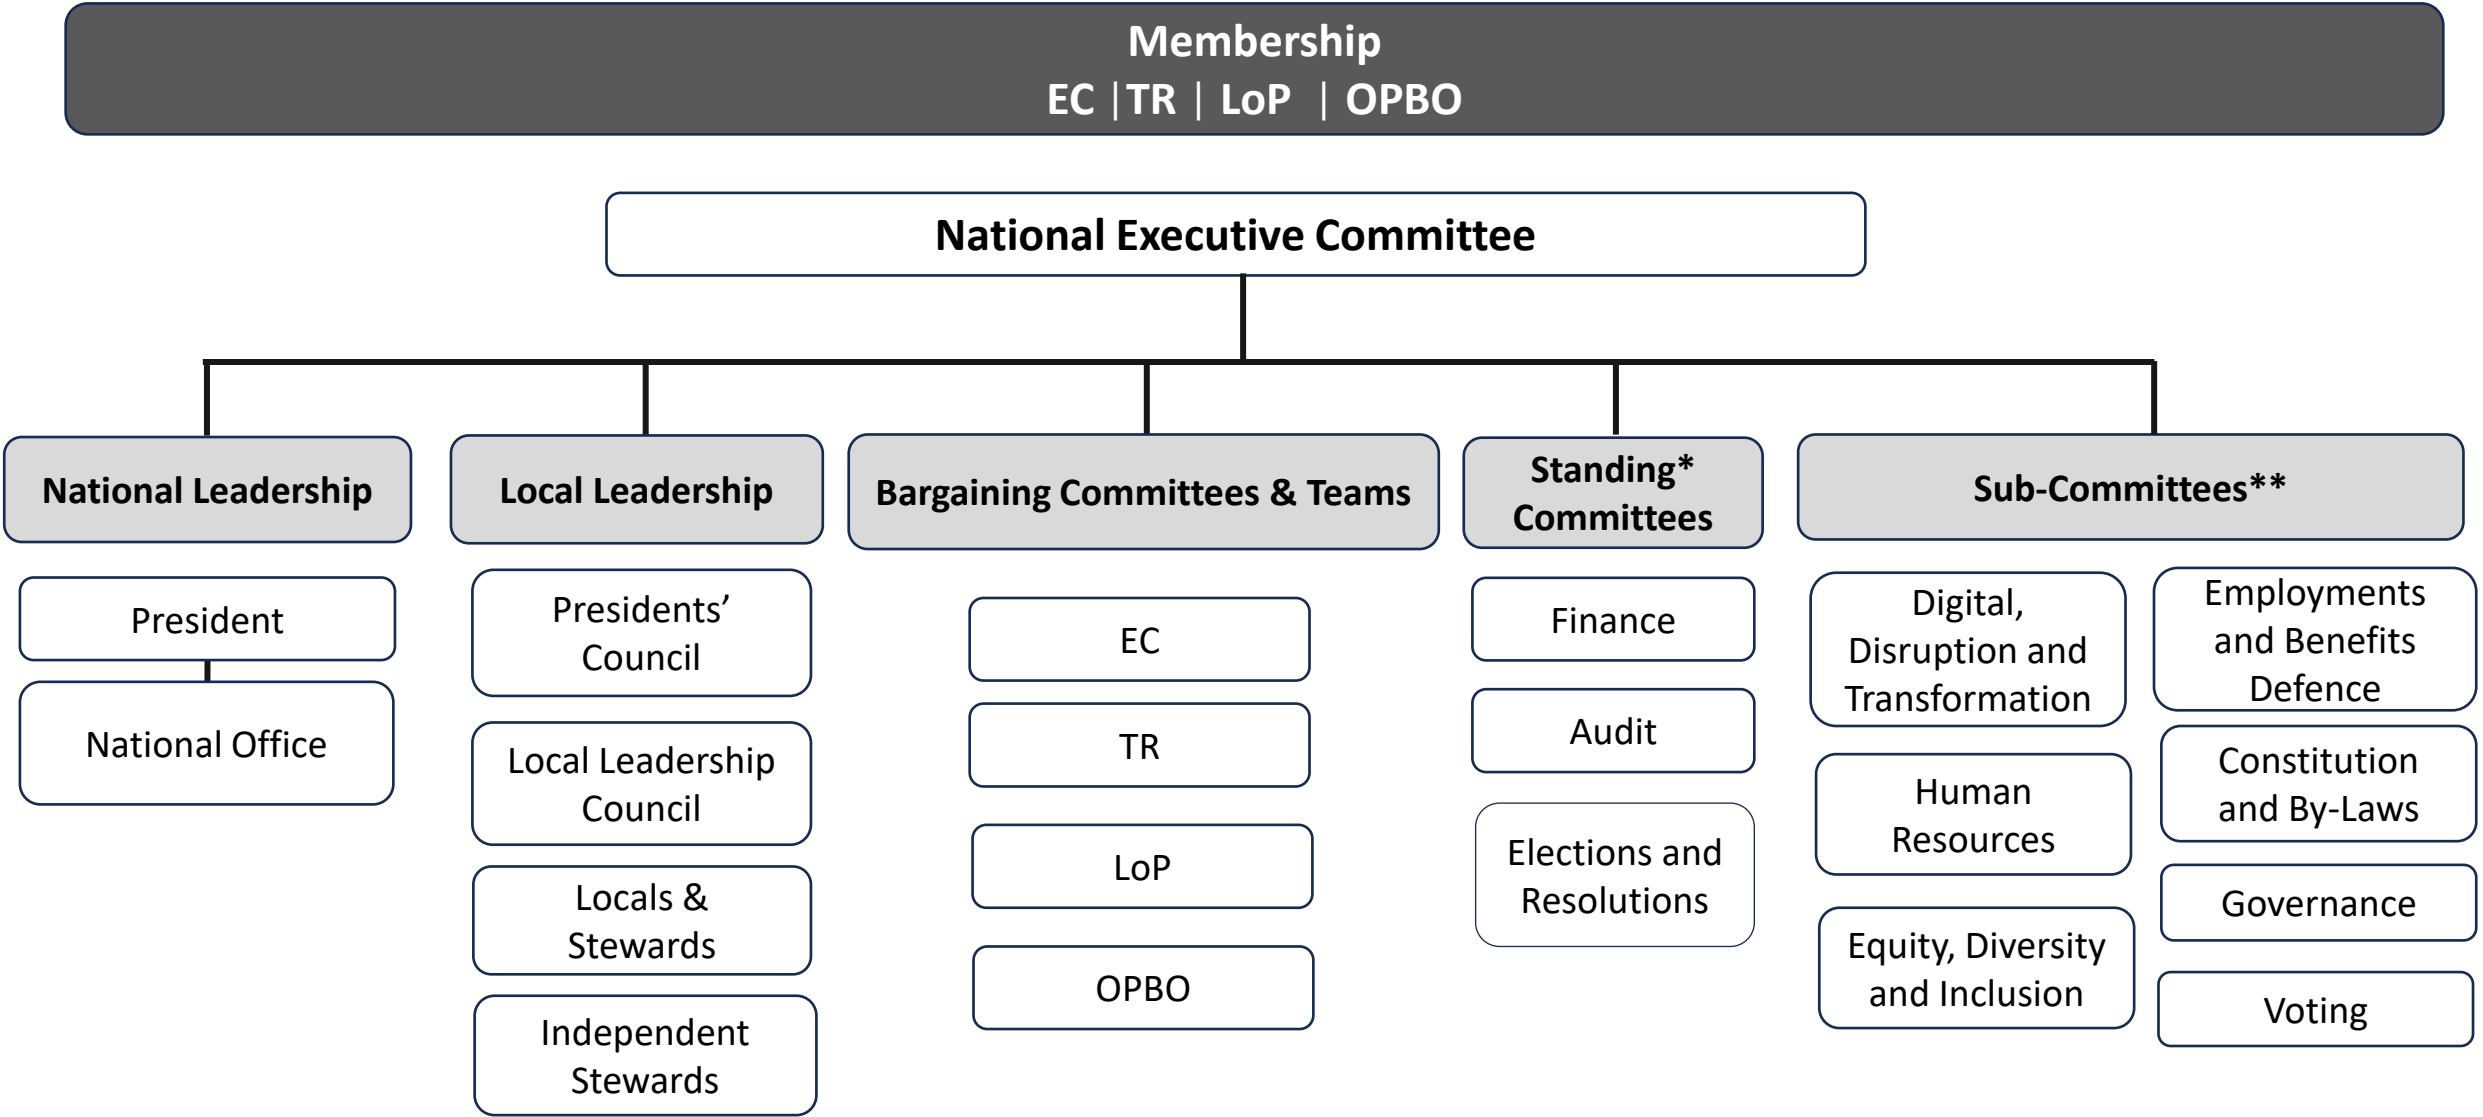 Membership
EC | TR | LoP | OPBO
National Executive Committee
National Leadership
President
National Office
Local Leadership
Presidents’
Council
Local Leadership
Council
Locals &
Stewards
Independent
Stewards
Bargaining Committees & Teams
EC
TR
LoP
OPBO
Standing*
Committees
Finance
Audit
Elections and
Resolutions
Sub-Committees**
Digital,
Disruption and
Transformation
Human
Resources
Equity, Diversity
and Inclusion
Employments
and Benefits
Defence
Constitution
and By-Laws
Governance
Voting